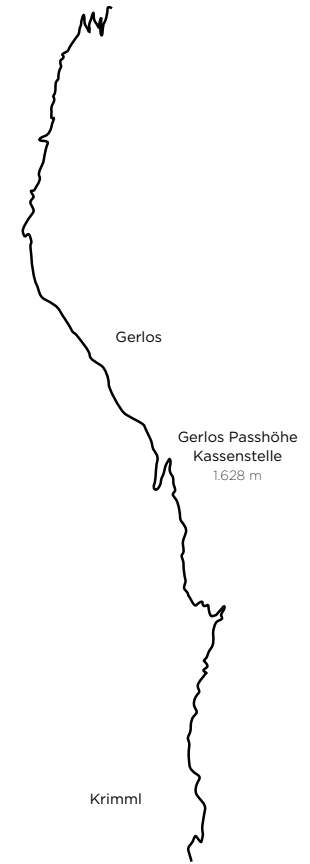 Gerlos
Gerlos Passhöhe
Kassenstelle
1.628 m
Krimml